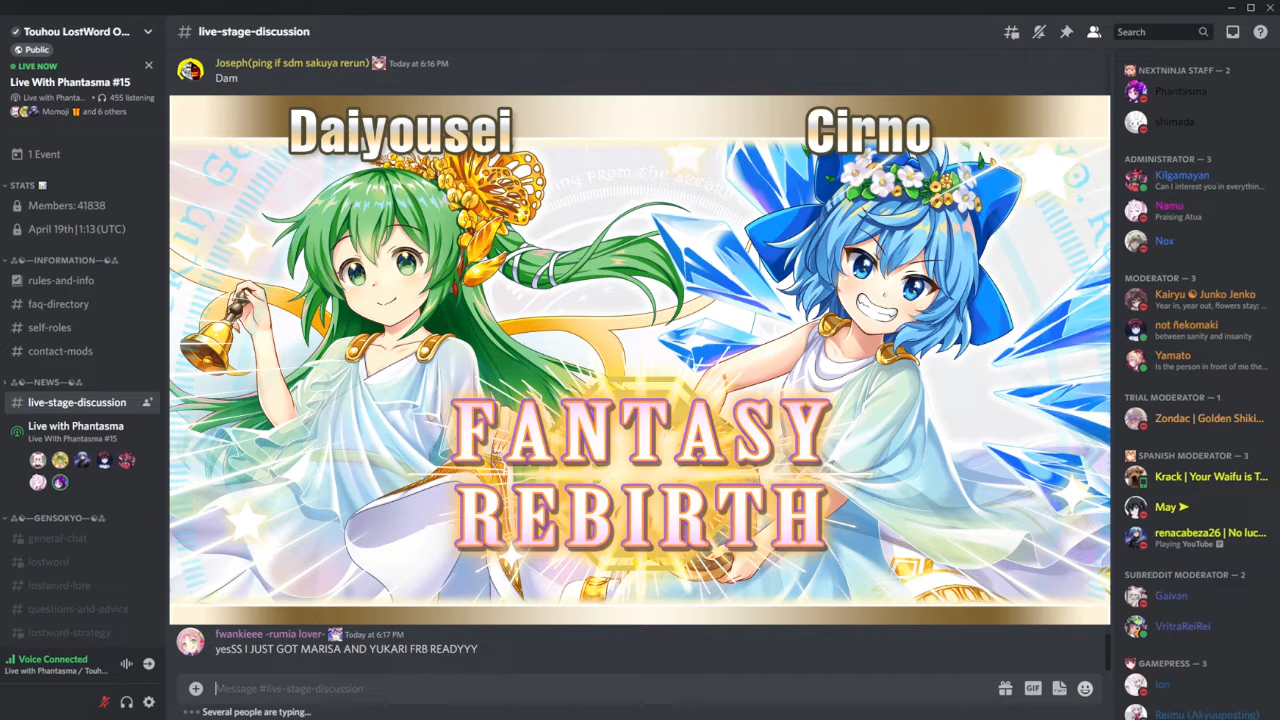 Touhou LostWord O...
Public
LIVE NOW
Live With Phantasma #15
Live with Phanta... • 455 listening
Momoji and 6 others
1 Event
STATS
Members: 41838
April 19th|1:13 (UTC)
INFORMATION
rules-and-info
faq-directory
self-roles
contact-mods
NEWS
live-stage-discussion
Live with Phantasma
Live With Phantasma #15
GENSOKYO
general-chat
lostword
lostword-lore
questions-and-advice
lostword-strategy
Voice Connected
Live with Phantasma / Touh...
# live-stage-discussion
Search
Joseph(ping if sdm sakuya rerun) Today at 6:16 PM
Dam
Daiyousei
Cirno
FANTASY
REBIRTH
fwankieee -rumia lover- Today at 6:17 PM
yesSS I JUST GOT MARISA AND YUKARI FRB READYYY
Message #live-stage-discussion
GIF
Several people are typing...
NEXTNINJA STAFF — 2
Phantasma
shimada
ADMINISTRATOR — 3
Kilgamayan
Can I interest you in everythin...
Namu
Praising Atua
Nox
MODERATOR — 3
Kairyu ☯ Junko Jenko
Year in, year out, flowers stay; ...
not ñekomaki
between sanity and insanity
Yamato
Is the person in front of me the...
TRIAL MODERATOR — 1
Zondac | Golden Shiki...
SPANISH MODERATOR — 3
Krack | Your Waifu is T...
May ➤
renacabeza26 | No luc...
Playing YouTube
SUBREDDIT MODERATOR — 2
Gaivan
VritraReiRei
GAMEPRESS — 3
Ion
Reimu (Akyuuposting)